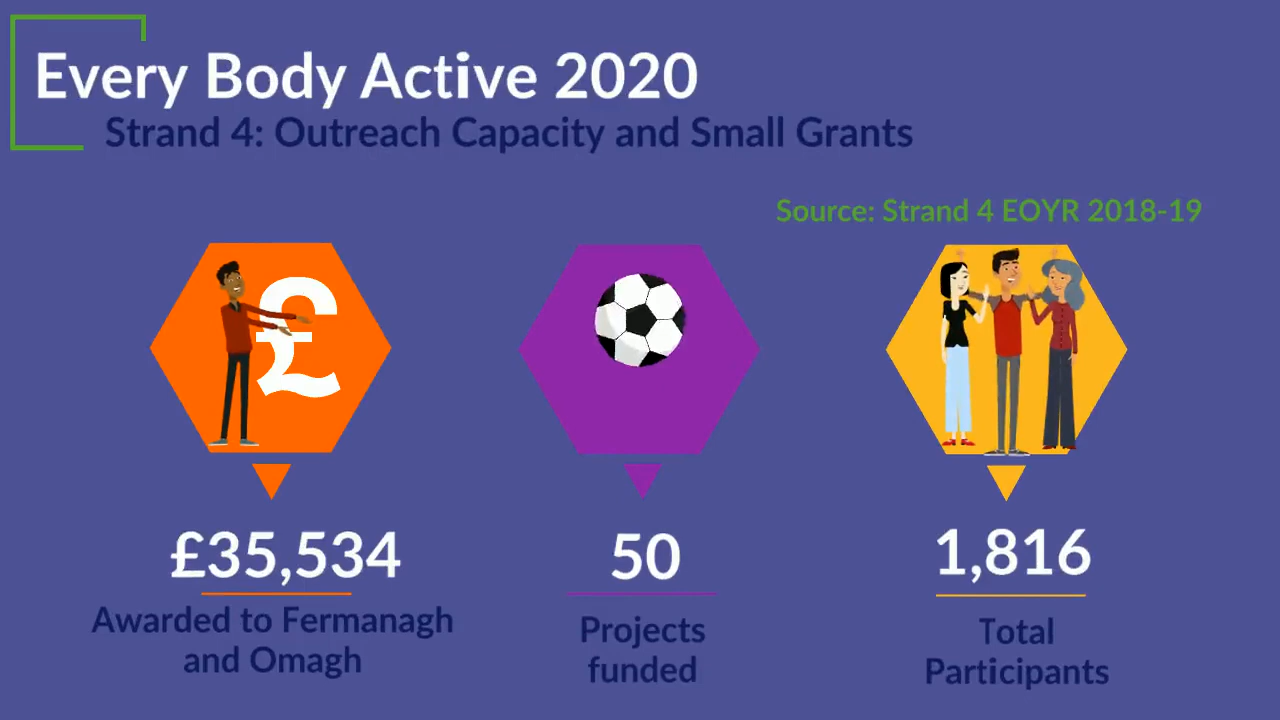 Every Body Active 2020
Strand 4: Outreach Capacity and Small Grants
Source: Strand 4 EOYR 2018-19
£
£35,534
Awarded to Fermanagh
and Omagh
50
Projects
funded
1,816
Total
Participants